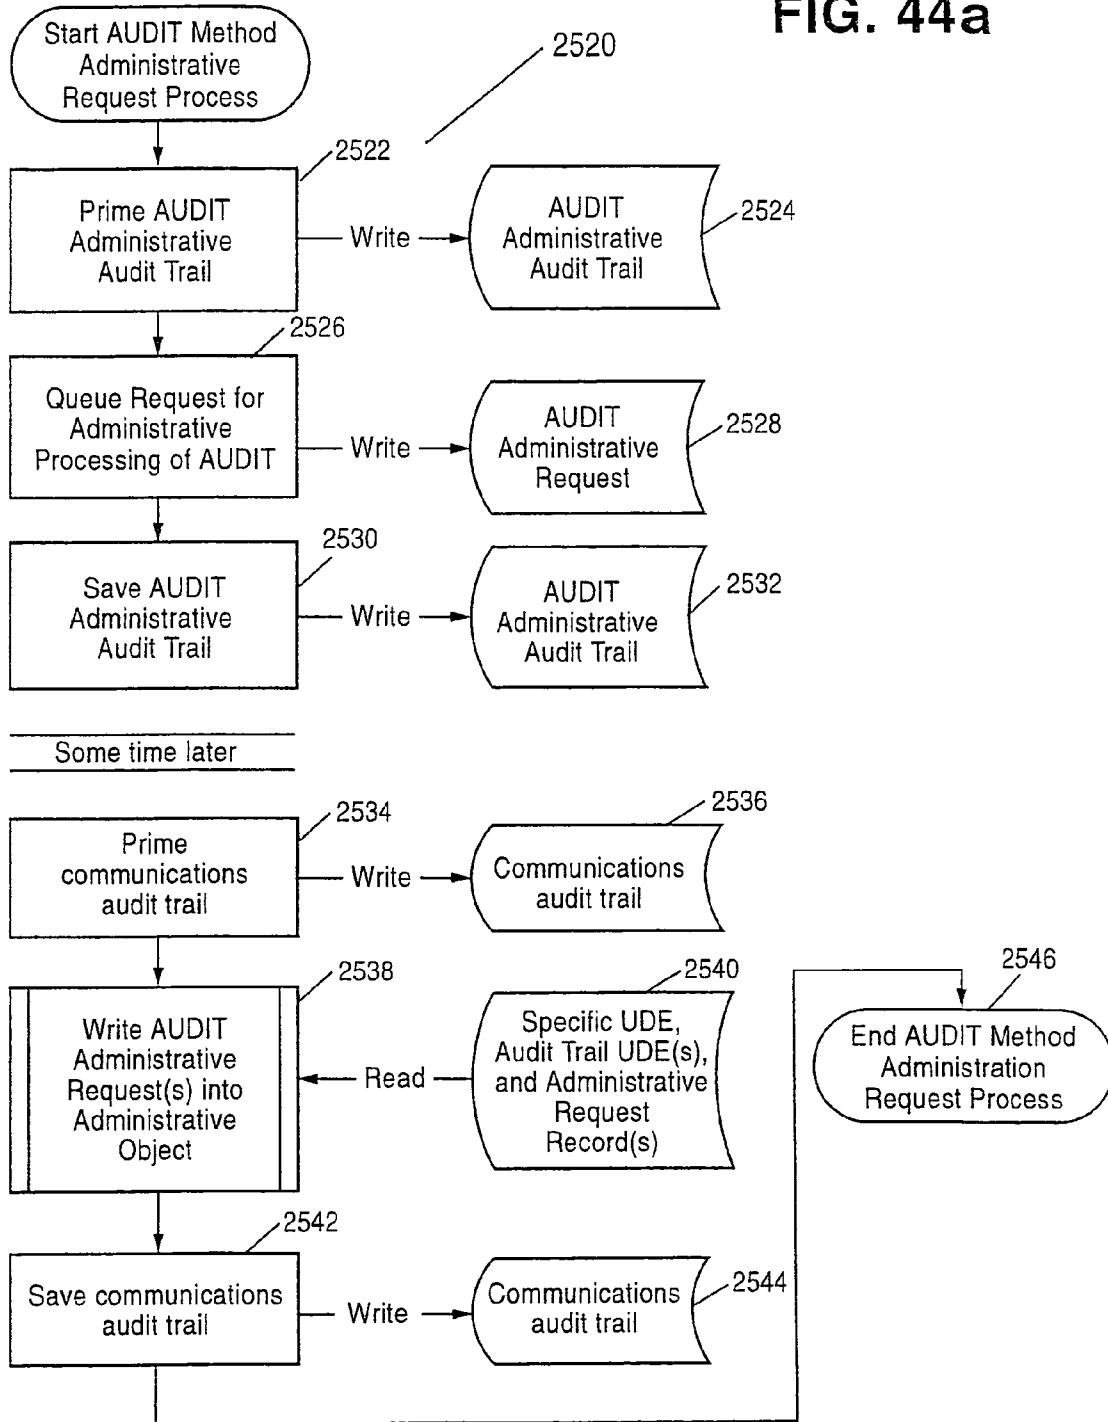 FIG. 44a
Start AUDIT Method
Administrative
Request Process
2520
2522
Prime AUDIT
Administrative
Audit Trail
Write
AUDIT
Administrative
Audit Trail
2524
2526
Queue Request for
Administrative
Processing of AUDIT
Write
AUDIT
Administrative
Request
2528
2530
Save AUDIT
Administrative
Audit Trail
Write
AUDIT
Administrative
Audit Trail
2532
Some time later
2534
Prime
communications
audit trail
Write
Communications
audit trail
2536
2538
Write AUDIT
Administrative
Request(s) into
Administrative
Object
Read
2540
Specific UDE,
Audit Trail UDE(s),
and Administrative
Request
Record(s)
2542
Save communications
audit trail
Write
Communications
audit trail
2544
2546
End AUDIT Method
Administration
Request Process